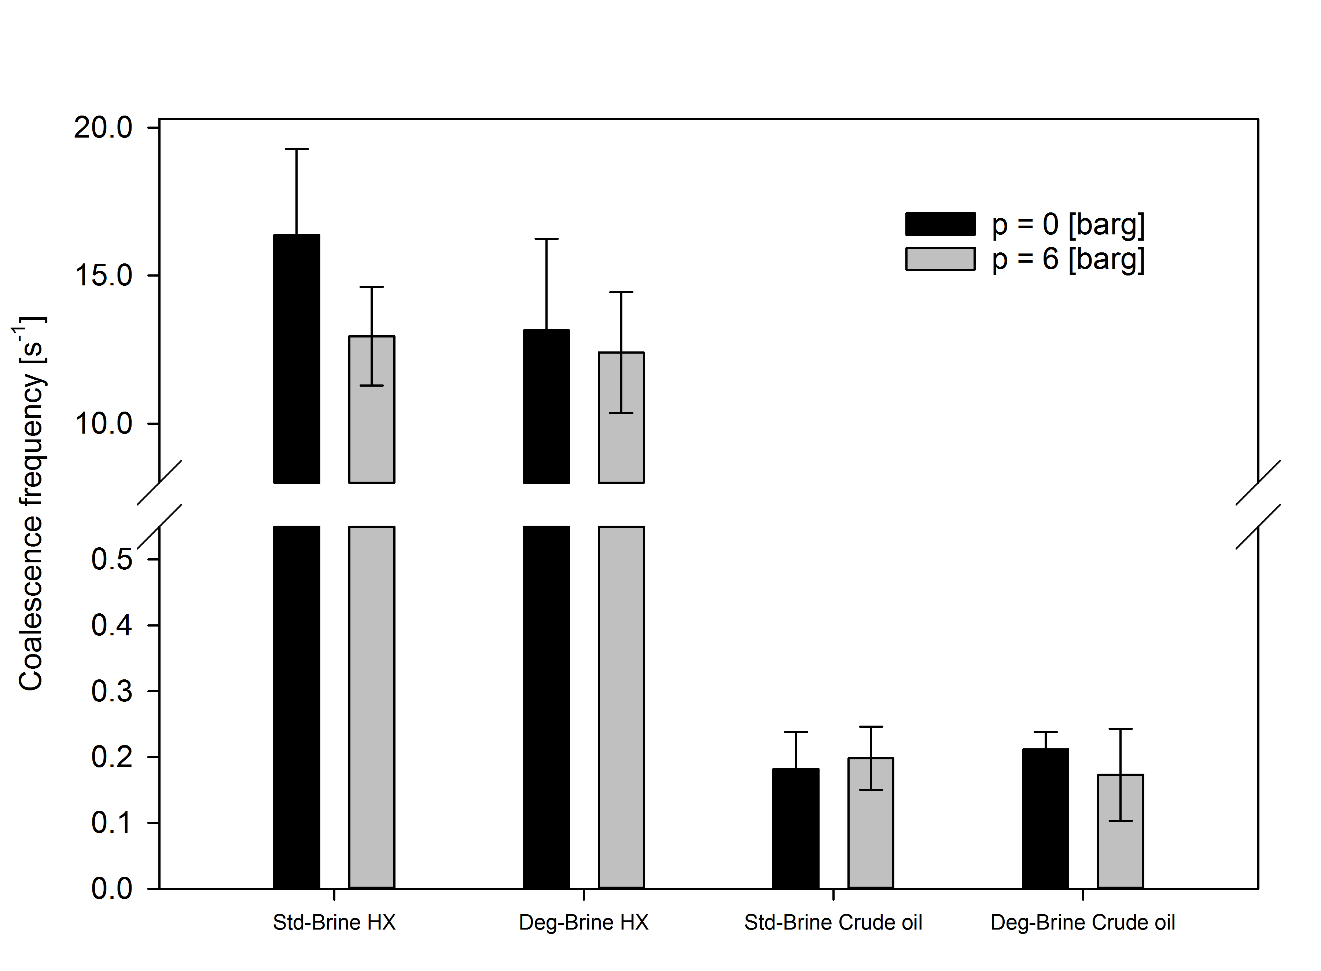 20.0
15.0
10.0
0.5
0.4
0.3
0.2
0.1
0.0
Coalescence frequency [s⁻¹]
p = 0 [barg]
p = 6 [barg]
Std-Brine HX
Deg-Brine HX
Std-Brine Crude oil
Deg-Brine Crude oil